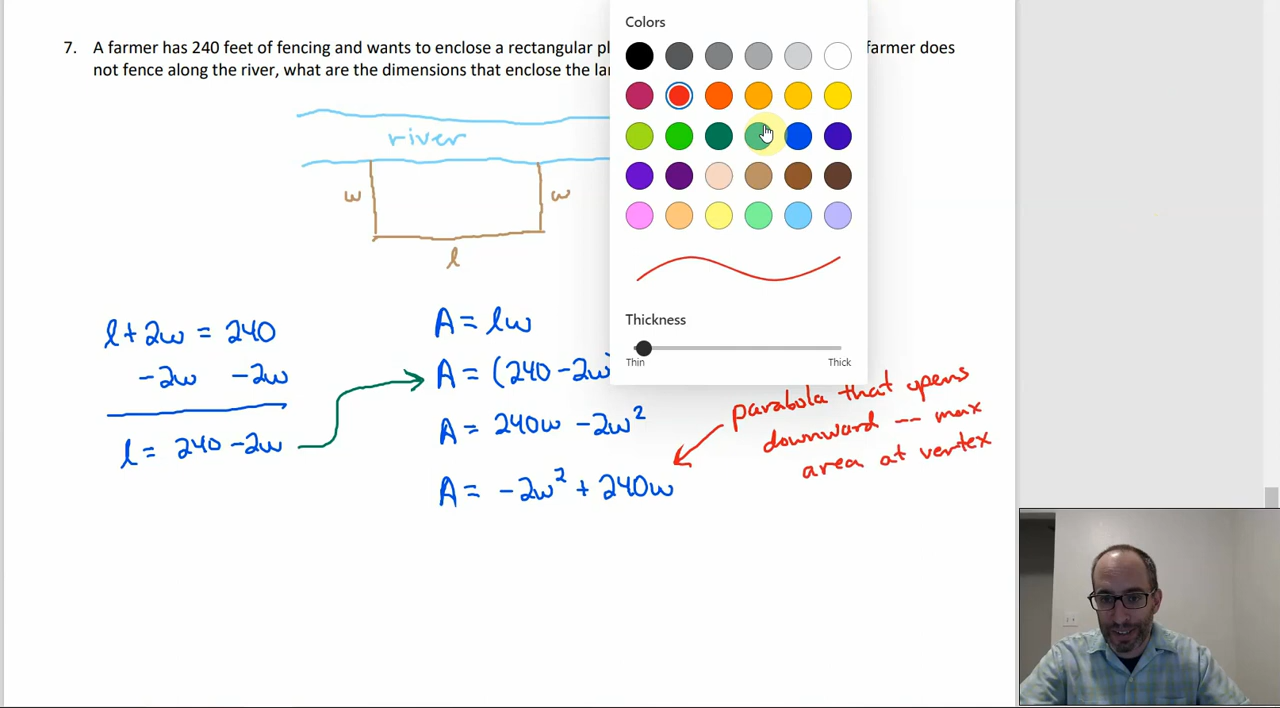 7. A farmer has 240 feet of fencing and wants to enclose a rectangular pl farmer does
not fence along the river, what are the dimensions that enclose the la
river
w w
l
l + 2w = 240
-2w -2w
l = 240 - 2w
A = lw
A = (240 - 2w)
A = 240w - 2w²
A = -2w² + 240w
parabola that opens
downward -- max
area at vertex
Colors
Thickness
Thin Thick